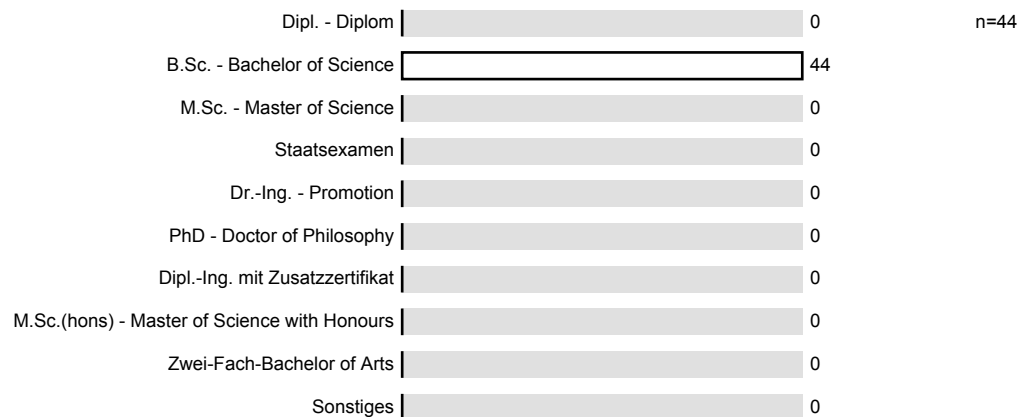 Dipl. - Diplom 0 n=44
B.Sc. - Bachelor of Science 44
M.Sc. - Master of Science 0
Staatsexamen 0
Dr.-Ing. - Promotion 0
PhD - Doctor of Philosophy 0
Dipl.-Ing. mit Zusatzzertifikat 0
M.Sc.(hons) - Master of Science with Honours 0
Zwei-Fach-Bachelor of Arts 0
Sonstiges 0